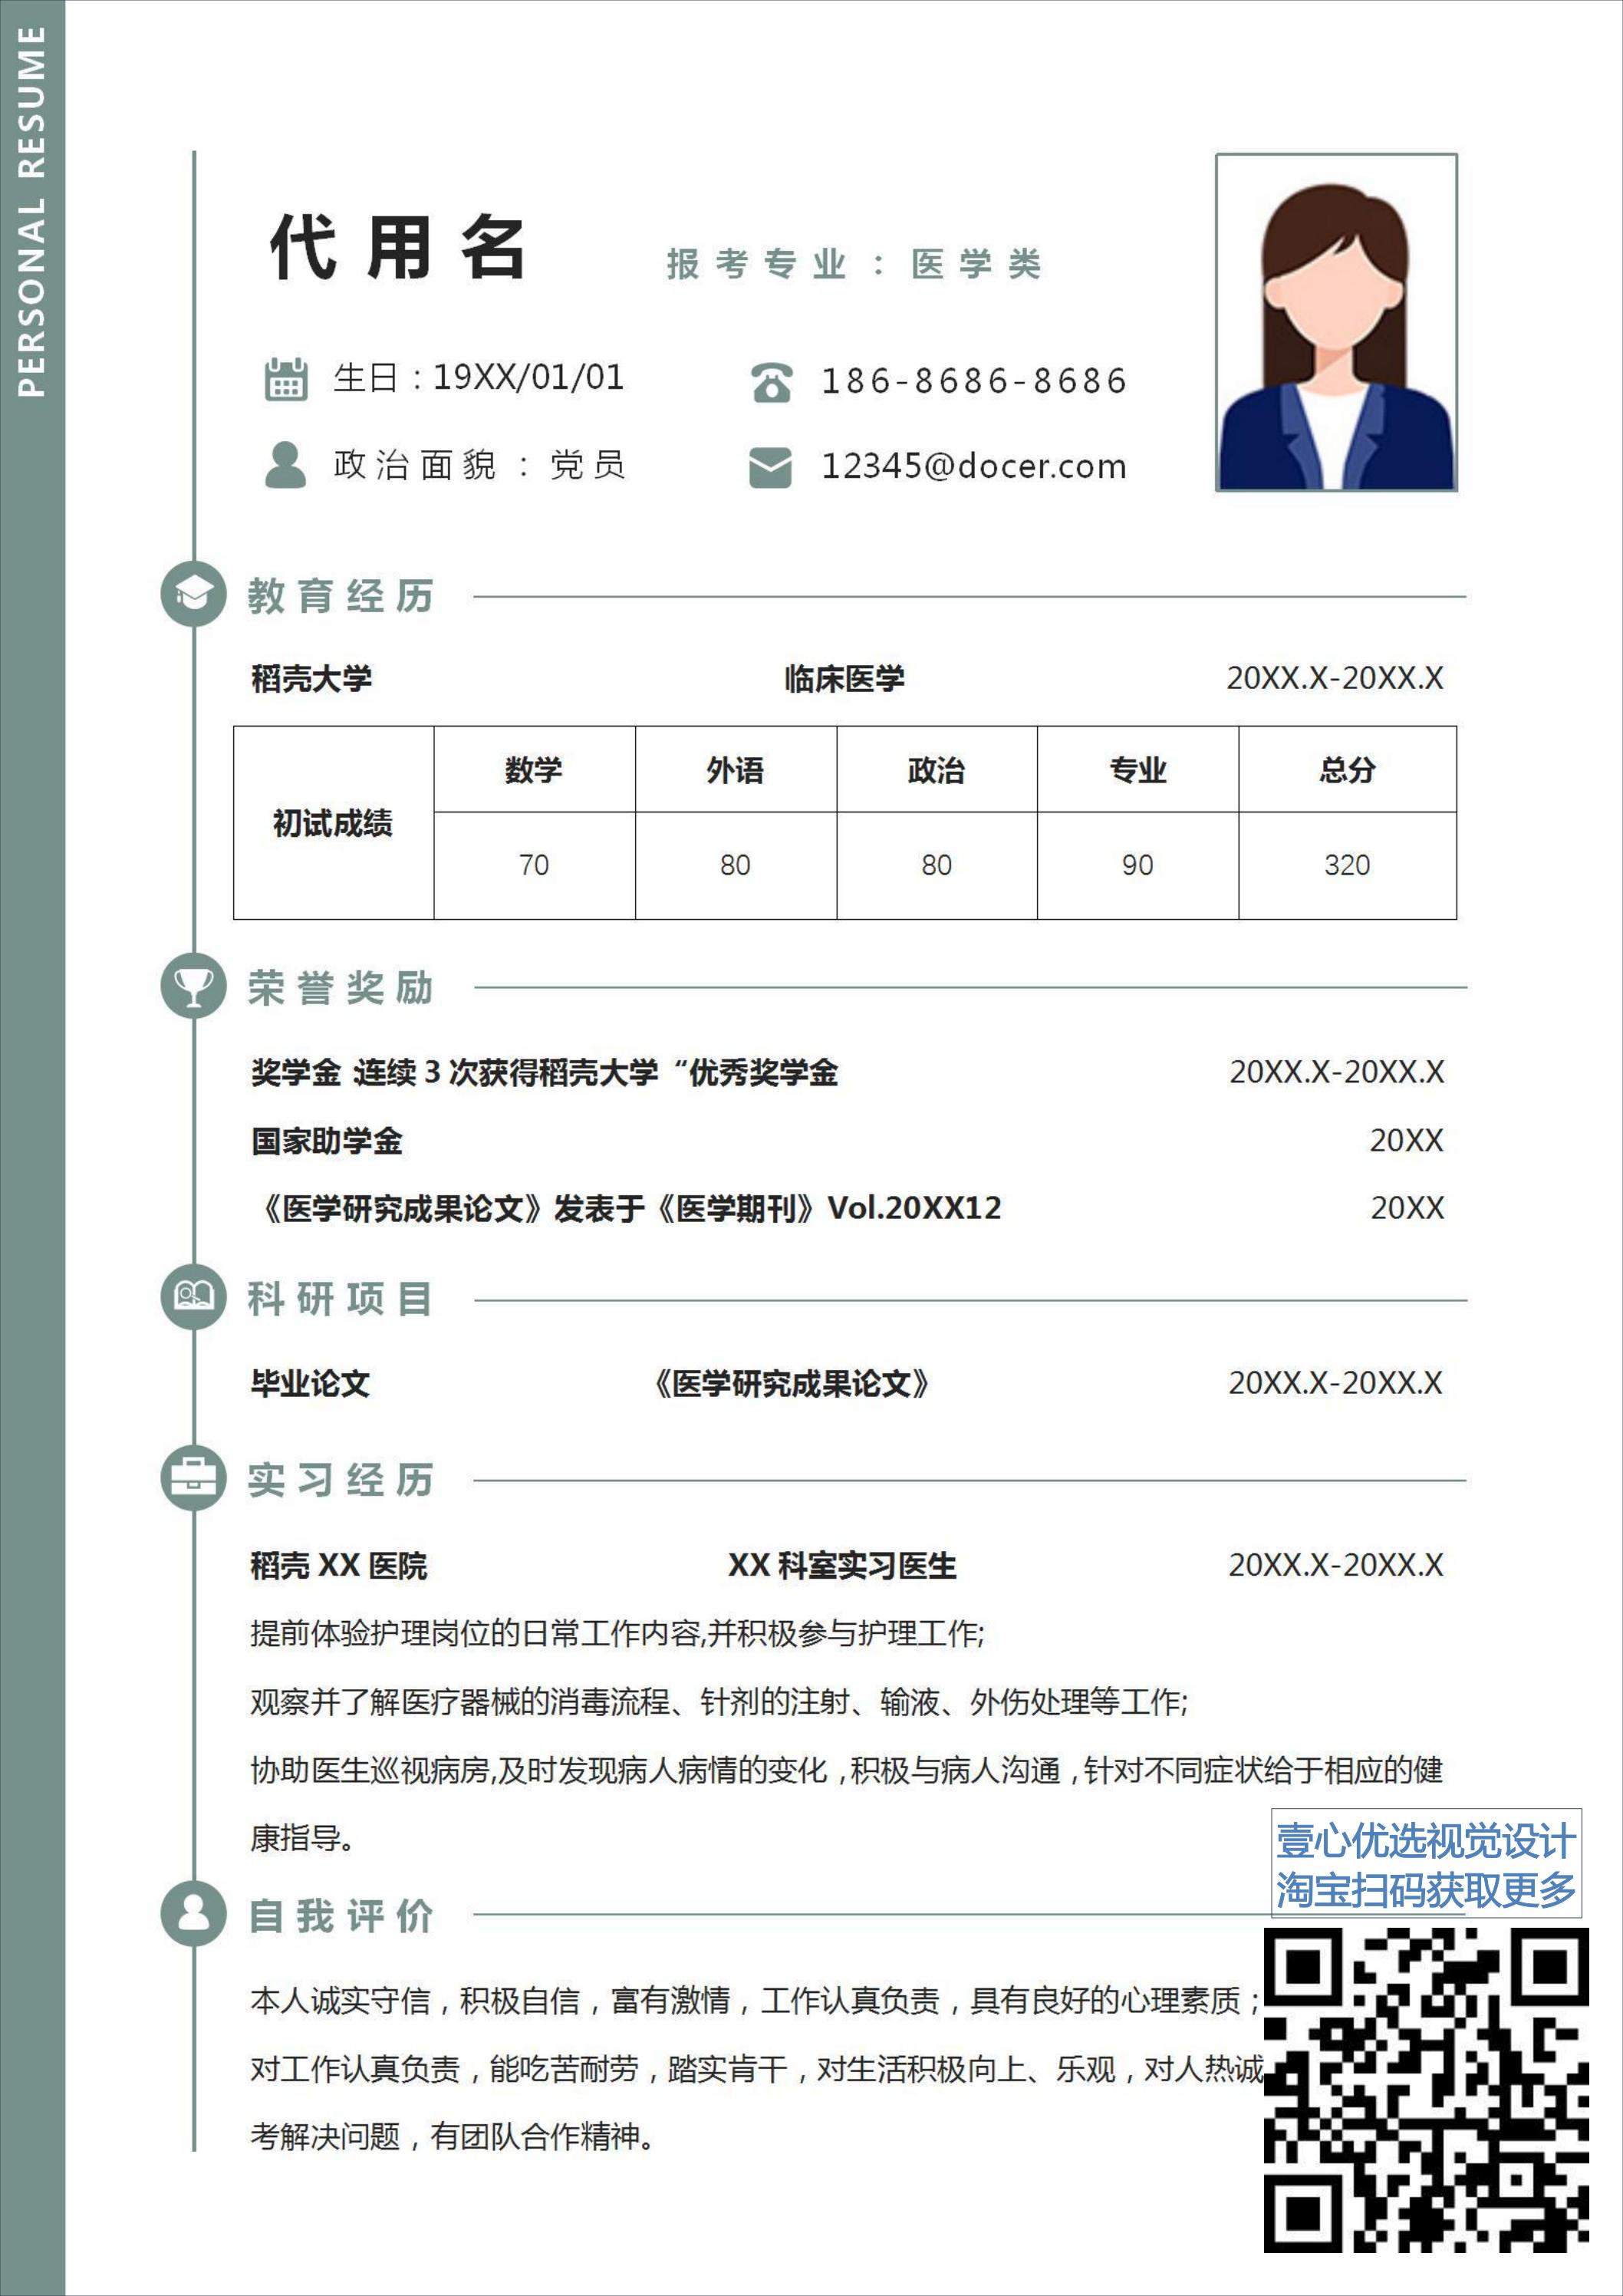 PERSONAL RESUME
代用名
报考专业：医学类
生日：19XX/01/01
186-8686-8686
政治面貌：党员
12345@docer.com
教育经历
稻壳大学 临床医学 20XX.X-20XX.X
初试成绩 数学 外语 政治 专业 总分
70 80 80 90 320
荣誉奖励
奖学金 连续 3 次获得稻壳大学“优秀奖学金 20XX.X-20XX.X
国家助学金 20XX
《医学研究成果论文》发表于《医学期刊》Vol.20XX12 20XX
科研项目
毕业论文 《医学研究成果论文》 20XX.X-20XX.X
实习经历
稻壳 XX 医院 XX 科室实习医生 20XX.X-20XX.X
提前体验护理岗位的日常工作内容,并积极参与护理工作;
观察并了解医疗器械的消毒流程、针剂的注射、输液、外伤处理等工作;
协助医生巡视病房,及时发现病人病情的变化，积极与病人沟通，针对不同症状给于相应的健
康指导。
壹心优选视觉设计
淘宝扫码获取更多
自我评价
本人诚实守信，积极自信，富有激情，工作认真负责，具有良好的心理素质；
对工作认真负责，能吃苦耐劳，踏实肯干，对生活积极向上、乐观，对人热诚
考解决问题，有团队合作精神。